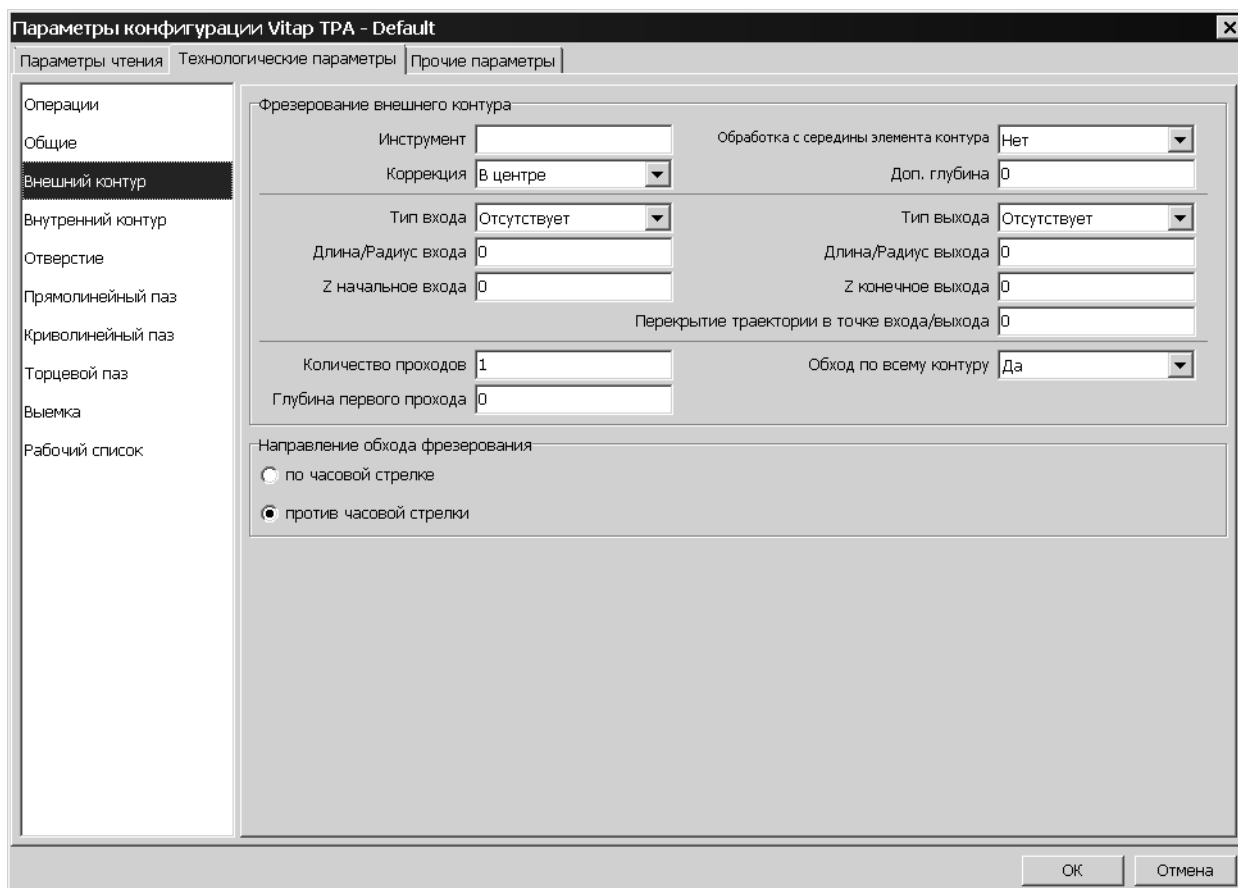 Параметры конфигурации Vitap TPA - Default
Параметры чтения Технологические параметры Прочие параметры
Операции
Общие
Внешний контур
Внутренний контур
Отверстие
Прямолинейный паз
Криволинейный паз
Торцевой паз
Выемка
Рабочий список
Фрезерование внешнего контура
Инструмент Обработка с середины элемента контура Нет
Коррекция В центре Доп. глубина 0
Тип входа Отсутствует Тип выхода Отсутствует
Длина/Радиус входа 0 Длина/Радиус выхода 0
Z начальное входа 0 Z конечное выхода 0
Перекрытие траектории в точке входа/выхода 0
Количество проходов 1 Обход по всему контуру Да
Глубина первого прохода 0
Направление обхода фрезерования
по часовой стрелке
против часовой стрелки
ОК Отмена